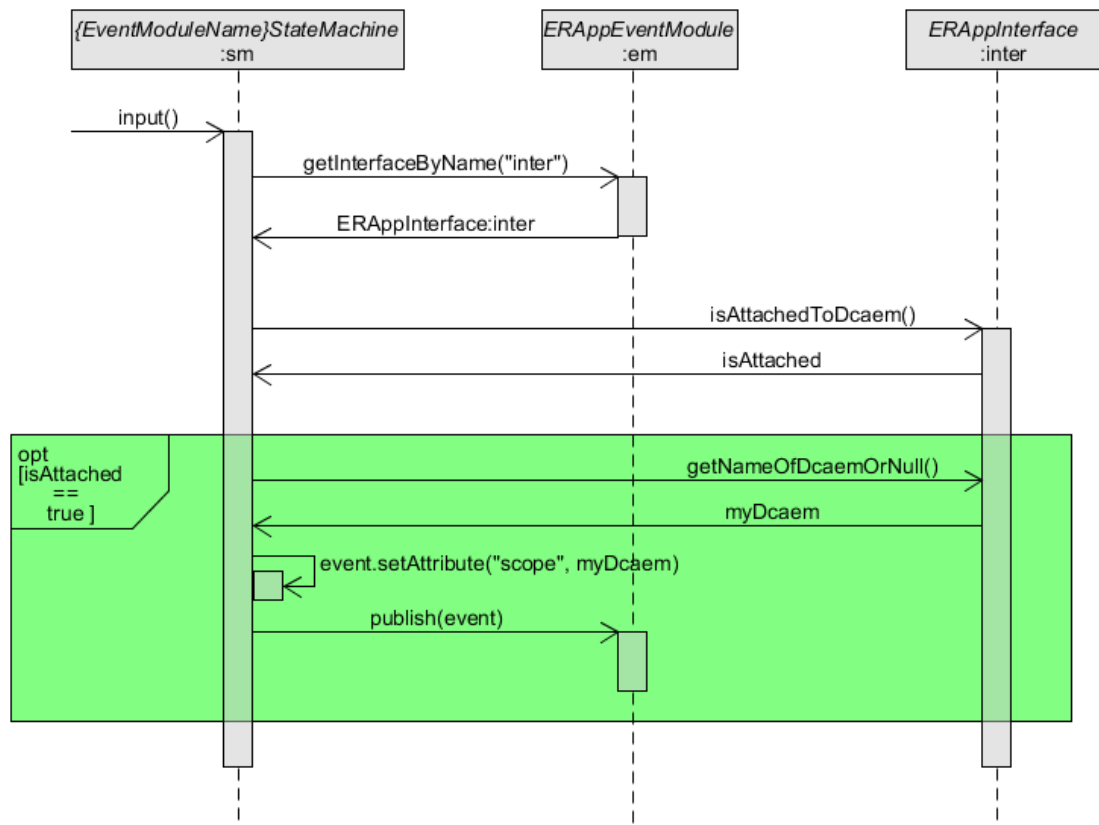 {EventModuleName}StateMachine
:sm
ERAppEventModule
:em
ERAppInterface
:inter
input()
getInterfaceByName("inter")
ERAppInterface:inter
isAttachedToDcaem()
isAttached
opt
[isAttached
==
true ]
getNameOfDcaemOrNull()
myDcaem
event.setAttribute("scope", myDcaem)
publish(event)